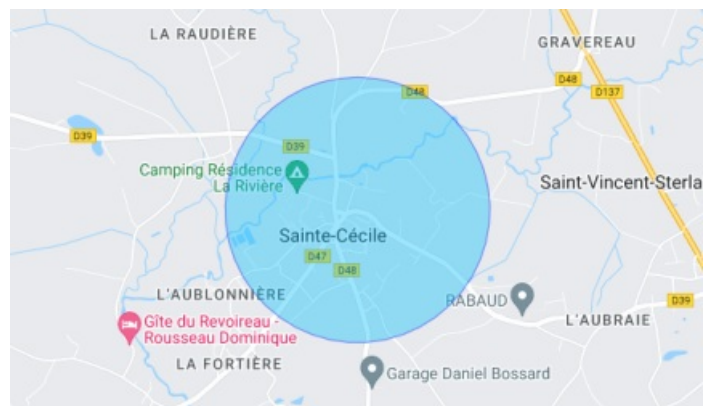 LA RAUDIÈRE
GRAVEREAU
D48
D48
D137
D39
D39
Camping Résidence
La Rivière
Saint-Vincent-Sterla
Sainte-Cécile
D47
D48
L'AUBLONNIÈRE
RABAUD
D39
L'AUBRAIE
Gîte du Revoireau -
Rousseau Dominique
LA FORTIÈRE
Garage Daniel Bossard